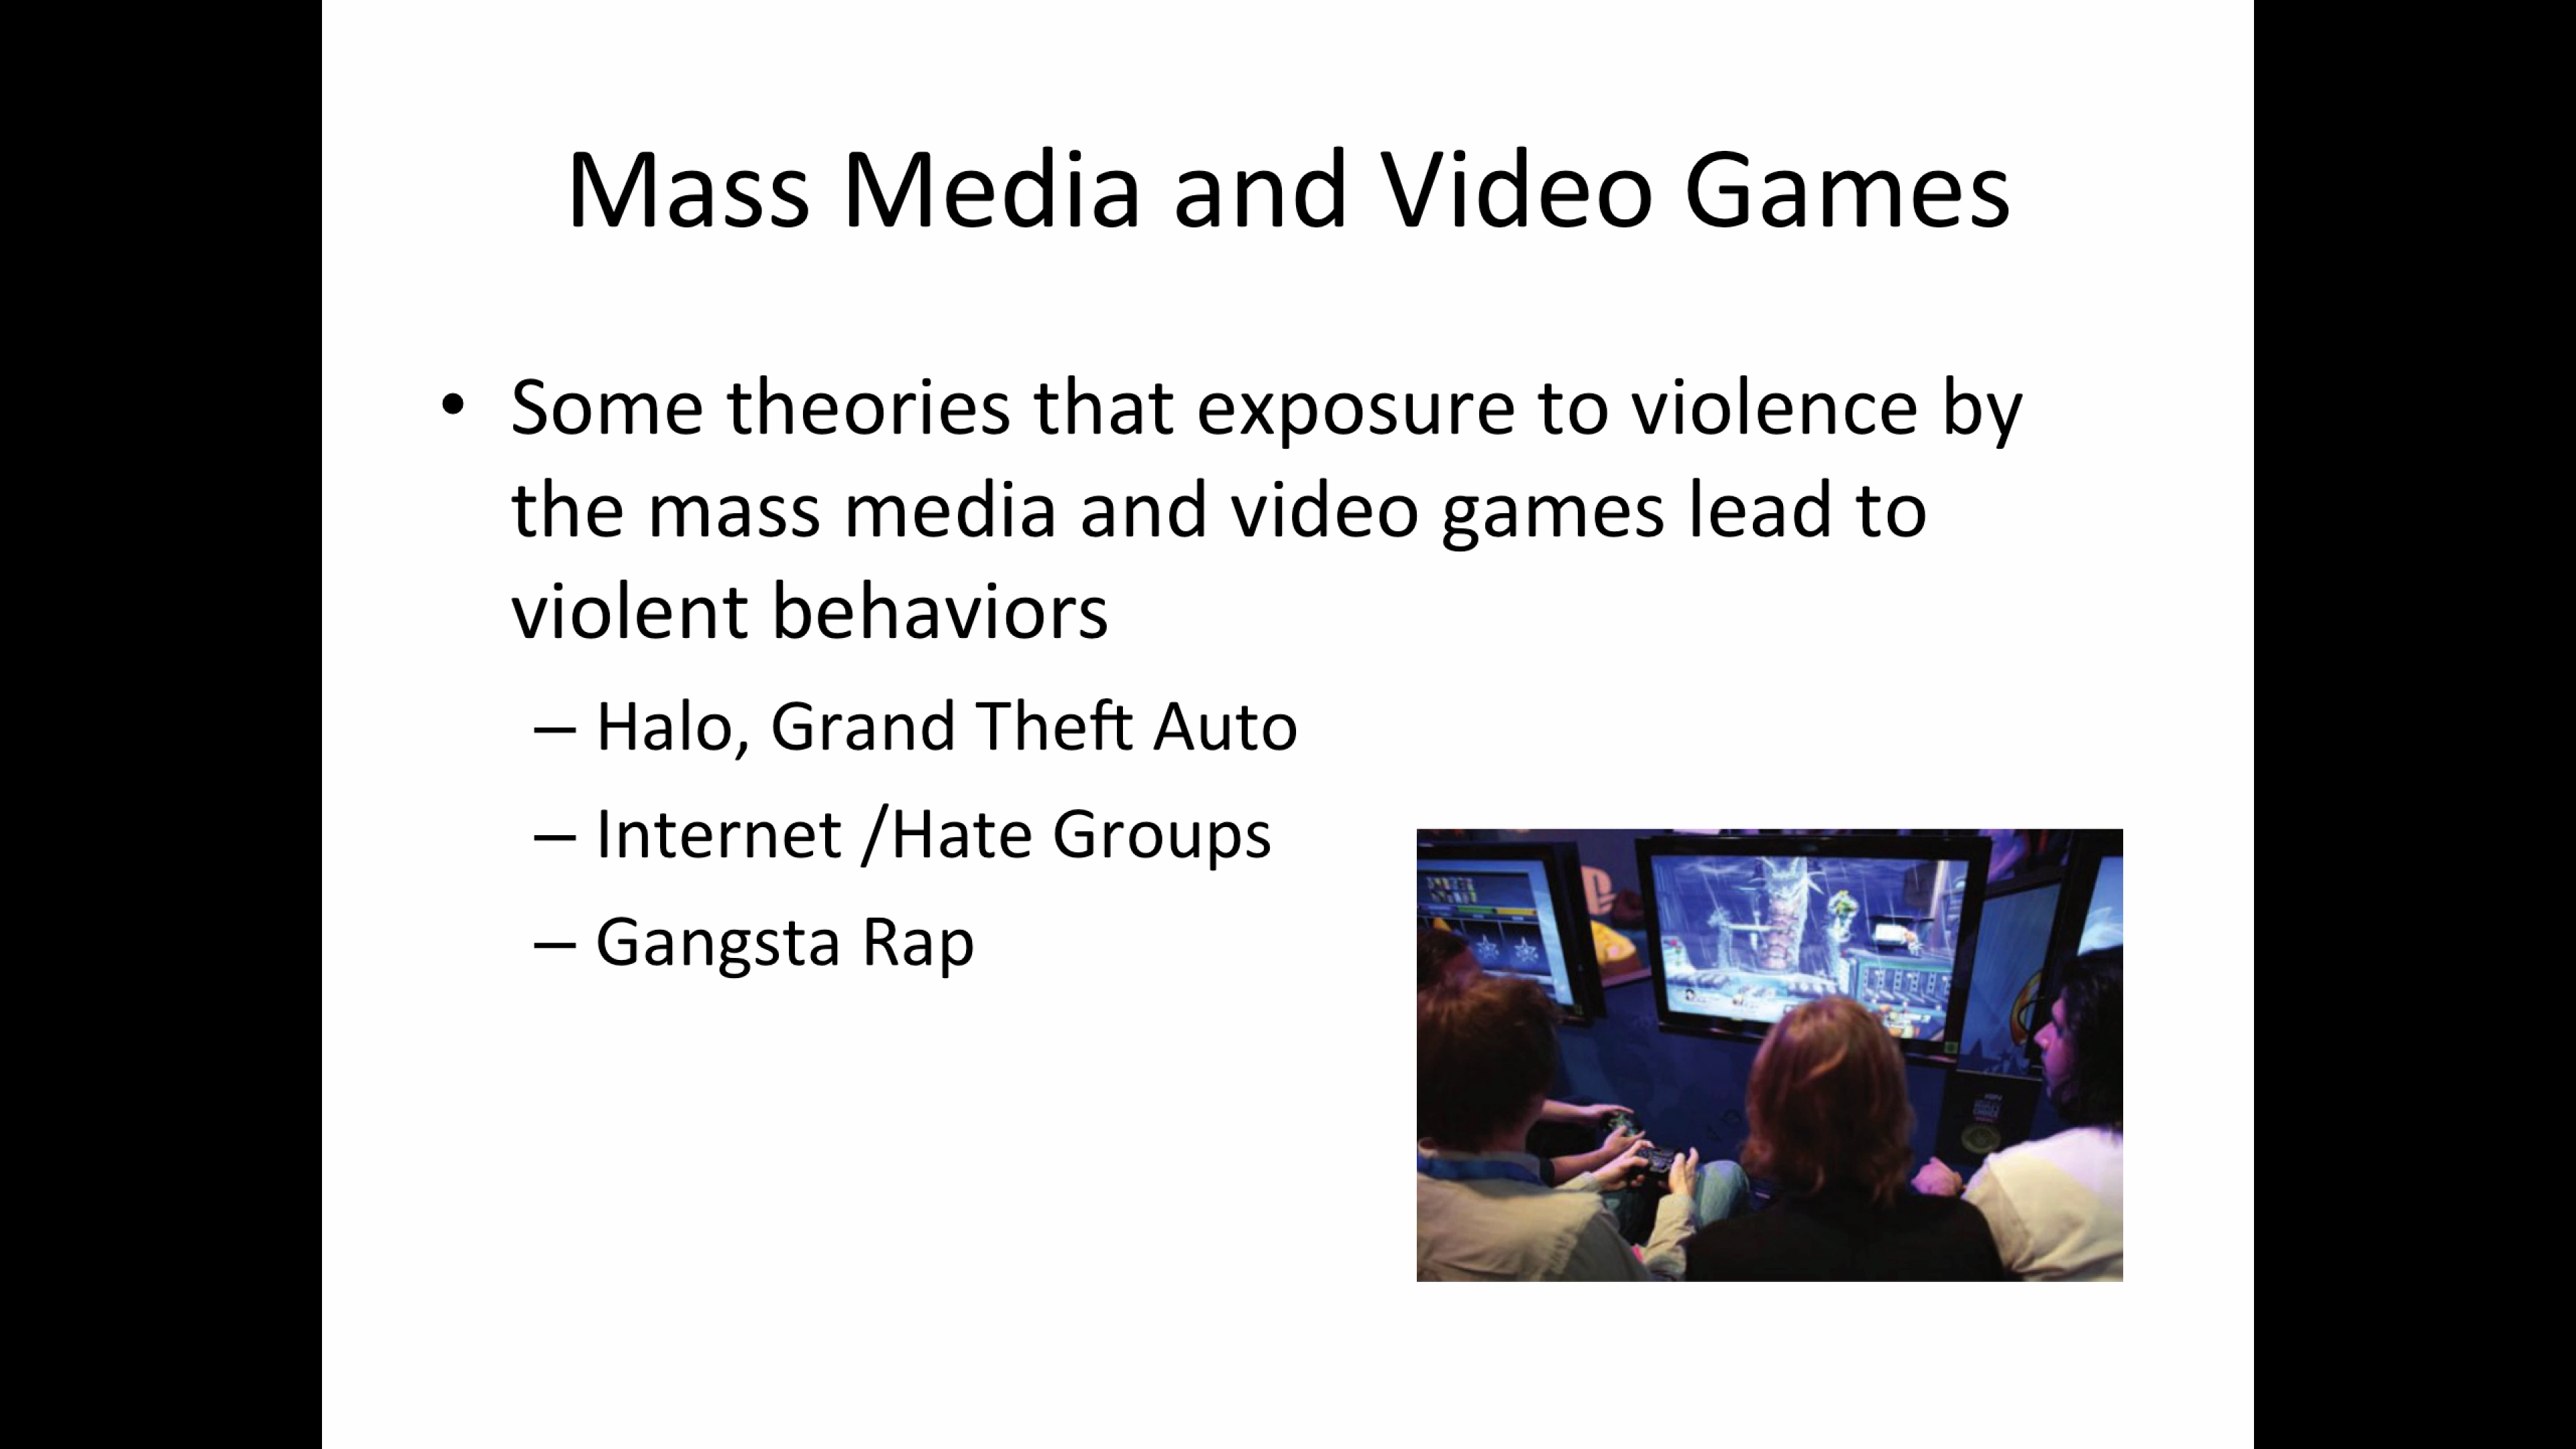 Mass Media and Video Games
• Some theories that exposure to violence by
the mass media and video games lead to
violent behaviors
– Halo, Grand Theft Auto
– Internet /Hate Groups
– Gangsta Rap